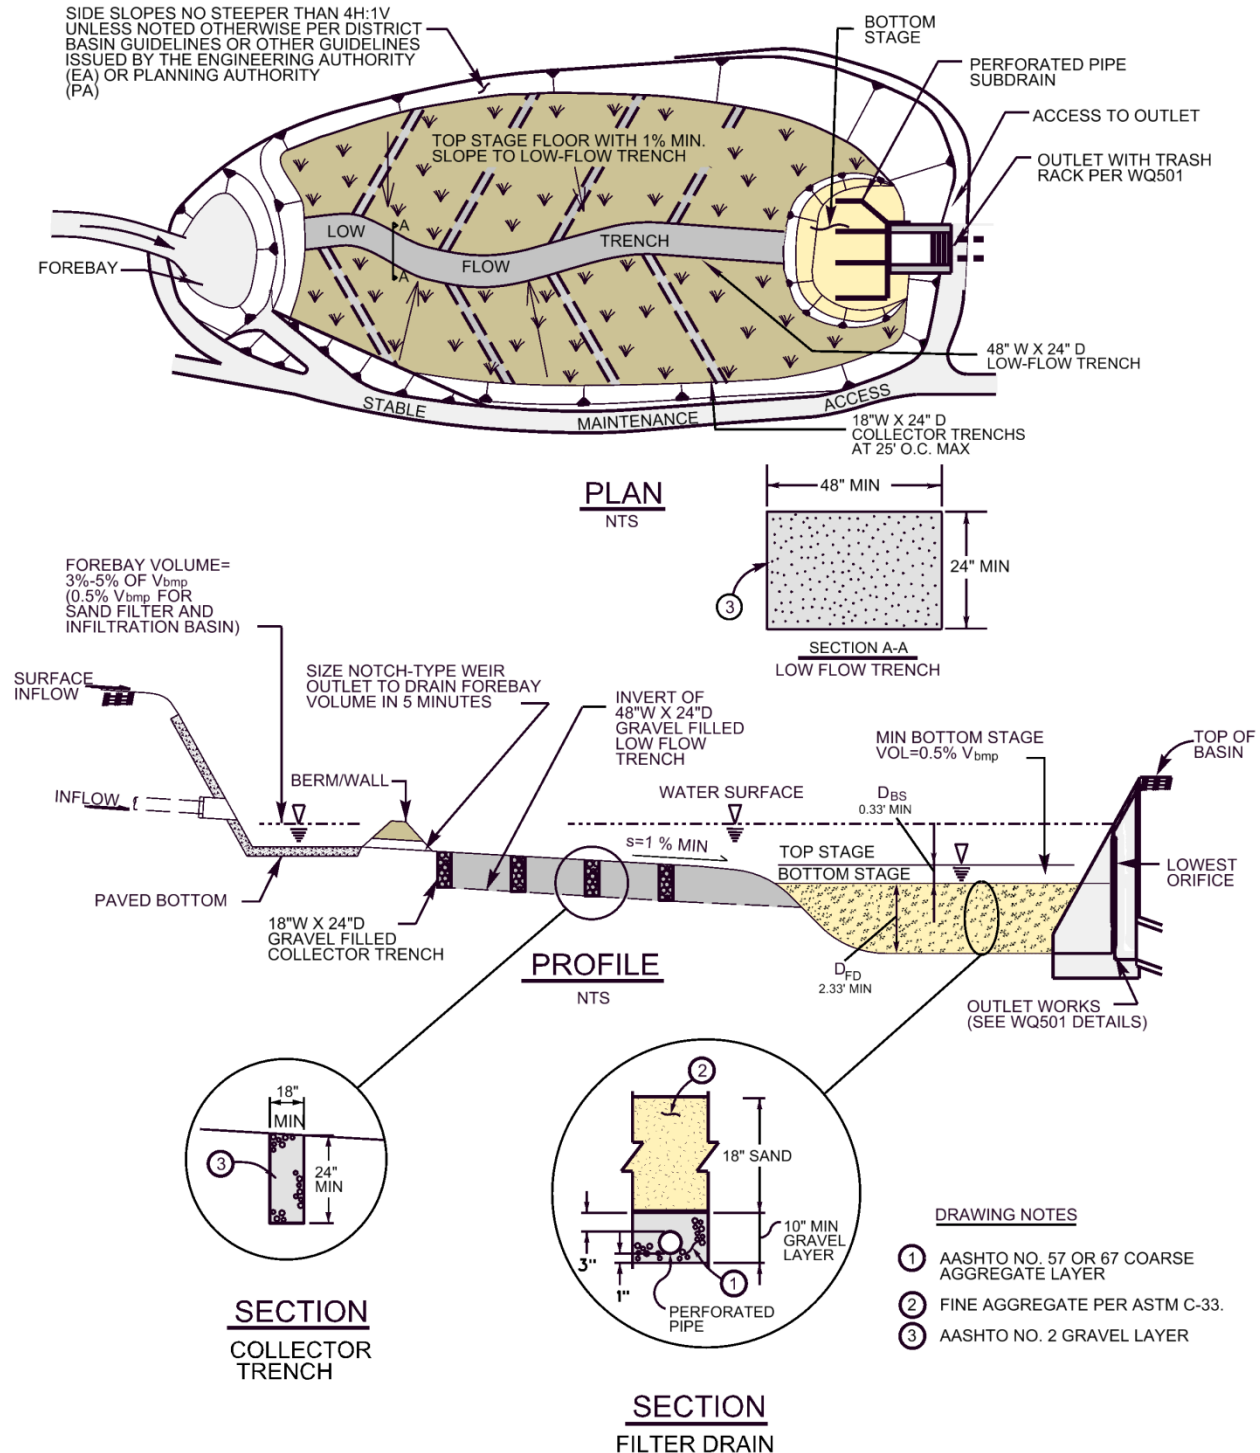 SIDE SLOPES NO STEEPER THAN 4H:1V
UNLESS NOTED OTHERWISE PER DISTRICT
BASIN GUIDELINES OR OTHER GUIDELINES
ISSUED BY THE ENGINEERING AUTHORITY
(EA) OR PLANNING AUTHORITY
(PA)
BOTTOM
STAGE
PERFORATED PIPE
SUBDRAIN
ACCESS TO OUTLET
OUTLET WITH TRASH
RACK PER WQ501
TOP STAGE FLOOR WITH 1% MIN.
SLOPE TO LOW-FLOW TRENCH
LOW
A
A
FLOW
TRENCH
FOREBAY
48" W X 24" D
LOW-FLOW TRENCH
STABLE
MAINTENANCE
ACCESS
18"W X 24" D
COLLECTOR TRENCHS
AT 25' O.C. MAX
PLAN
NTS
48" MIN
24" MIN
3
SECTION A-A
LOW FLOW TRENCH
FOREBAY VOLUME=
3%-5% OF Vbmp
(0.5% Vbmp FOR
SAND FILTER AND
INFILTRATION BASIN)
SURFACE
INFLOW
SIZE NOTCH-TYPE WEIR
OUTLET TO DRAIN FOREBAY
VOLUME IN 5 MINUTES
INVERT OF
48"W X 24"D
GRAVEL FILLED
LOW FLOW
TRENCH
MIN BOTTOM STAGE
VOL=0.5% Vbmp
TOP OF
BASIN
BERM/WALL
INFLOW
WATER SURFACE
DBS
0.33' MIN
s=1 % MIN
TOP STAGE
BOTTOM STAGE
LOWEST
ORIFICE
PAVED BOTTOM
18"W X 24"D
GRAVEL FILLED
COLLECTOR TRENCH
PROFILE
NTS
DFD
2.33' MIN
OUTLET WORKS
(SEE WQ501 DETAILS)
18"
MIN
3
24"
MIN
SECTION
COLLECTOR
TRENCH
2
18" SAND
10" MIN
GRAVEL
LAYER
3"
1"
1
PERFORATED
PIPE
SECTION
FILTER DRAIN
DRAWING NOTES
1 AASHTO NO. 57 OR 67 COARSE
AGGREGATE LAYER
2 FINE AGGREGATE PER ASTM C-33.
3 AASHTO NO. 2 GRAVEL LAYER